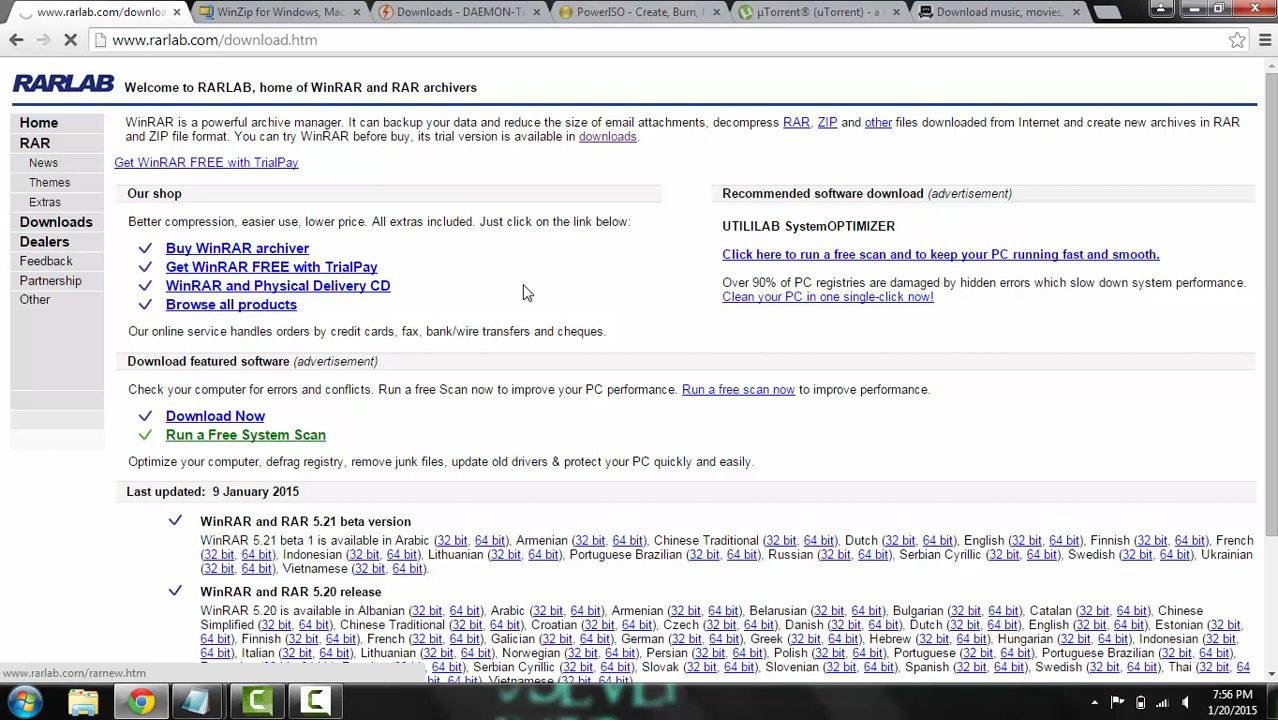 www.rarlab.com/downloa
WinZip for Windows, Mac
Downloads - DAEMON-T
PowerISO - Create, Burn,
µTorrent® (uTorrent) - a
Download music, movies,
www.rarlab.com/download.htm
RARLAB Welcome to RARLAB, home of WinRAR and RAR archivers
Home
RAR
News
Themes
Extras
Downloads
Dealers
Feedback
Partnership
Other
WinRAR is a powerful archive manager. It can backup your data and reduce the size of email attachments, decompress RAR, ZIP and other files downloaded from Internet and create new archives in RAR
and ZIP file format. You can try WinRAR before buy, its trial version is available in downloads.
Get WinRAR FREE with TrialPay
Our shop
Better compression, easier use, lower price. All extras included. Just click on the link below:
Buy WinRAR archiver
Get WinRAR FREE with TrialPay
WinRAR and Physical Delivery CD
Browse all products
Our online service handles orders by credit cards, fax, bank/wire transfers and cheques.
Recommended software download (advertisement)
UTILILAB SystemOPTIMIZER
Click here to run a free scan and to keep your PC running fast and smooth.
Over 90% of PC registries are damaged by hidden errors which slow down system performance.
Clean your PC in one single-click now!
Download featured software (advertisement)
Check your computer for errors and conflicts. Run a free Scan now to improve your PC performance. Run a free scan now to improve performance.
Download Now
Run a Free System Scan
Optimize your computer, defrag registry, remove junk files, update old drivers & protect your PC quickly and easily.
Last updated: 9 January 2015
WinRAR and RAR 5.21 beta version
WinRAR 5.21 beta 1 is available in Arabic (32 bit, 64 bit), Armenian (32 bit, 64 bit), Chinese Traditional (32 bit, 64 bit), Dutch (32 bit, 64 bit), English (32 bit, 64 bit), Finnish (32 bit, 64 bit), French
(32 bit, 64 bit), Indonesian (32 bit, 64 bit), Lithuanian (32 bit, 64 bit), Portuguese Brazilian (32 bit, 64 bit), Russian (32 bit, 64 bit), Serbian Cyrillic (32 bit, 64 bit), Swedish (32 bit, 64 bit), Ukrainian
(32 bit, 64 bit), Vietnamese (32 bit, 64 bit).
WinRAR and RAR 5.20 release
WinRAR 5.20 is available in Albanian (32 bit, 64 bit), Arabic (32 bit, 64 bit), Armenian (32 bit, 64 bit), Belarusian (32 bit, 64 bit), Bulgarian (32 bit, 64 bit), Catalan (32 bit, 64 bit), Chinese
Simplified (32 bit, 64 bit), Chinese Traditional (32 bit, 64 bit), Croatian (32 bit, 64 bit), Czech (32 bit, 64 bit), Danish (32 bit, 64 bit), Dutch (32 bit, 64 bit), English (32 bit, 64 bit), Estonian (32 bit,
64 bit), Finnish (32 bit, 64 bit), French (32 bit, 64 bit), Galician (32 bit, 64 bit), German (32 bit, 64 bit), Greek (32 bit, 64 bit), Hebrew (32 bit, 64 bit), Hungarian (32 bit, 64 bit), Indonesian (32 bit,
64 bit), Italian (32 bit, 64 bit), Lithuanian (32 bit, 64 bit), Norwegian (32 bit, 64 bit), Persian (32 bit, 64 bit), Polish (32 bit, 64 bit), Portuguese (32 bit, 64 bit), Portuguese Brazilian (32 bit, 64 bit),
Serbian Cyrillic (32 bit, 64 bit), Slovak (32 bit, 64 bit), Slovenian (32 bit, 64 bit), Spanish (32 bit, 64 bit), Swedish (32 bit, 64 bit), Thai (32 bit, 64
Vietnamese (32 bit, 64 bit).
www.rarlab.com/rarnew.htm
7:56 PM
1/20/2015